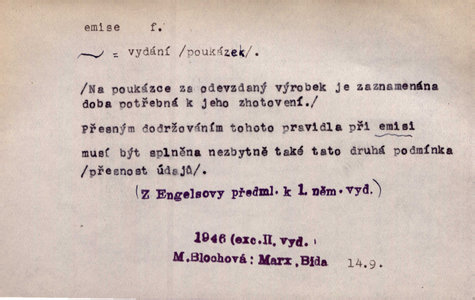 emise f.
= vydání /poukázek/.
/Na poukázce za odevzdaný výrobek je zaznamenána
doba potřebná k jeho zhotovení./
Přesným dodržováním tohoto pravidla při emisi
musí být splněna nezbytně také tato druhá podmínka
/přesnost údajů/.
(Z Engelsovy předml. k 1. něm. vyd.)
1946 (exc. II. vyd.)
M. Blochová: Marx, Bída 14.9.